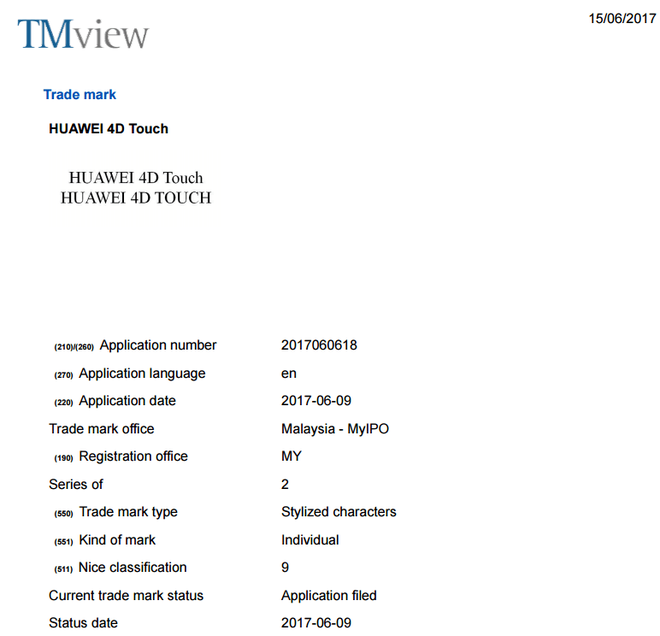 15/06/2017
TMview
Trade mark
HUAWEI 4D Touch
HUAWEI 4D Touch
HUAWEI 4D TOUCH
(210)/(260) Application number 2017060618
(270) Application language en
(220) Application date 2017-06-09
Trade mark office Malaysia - MyIPO
(190) Registration office MY
Series of 2
(550) Trade mark type Stylized characters
(551) Kind of mark Individual
(511) Nice classification 9
Current trade mark status Application filed
Status date 2017-06-09